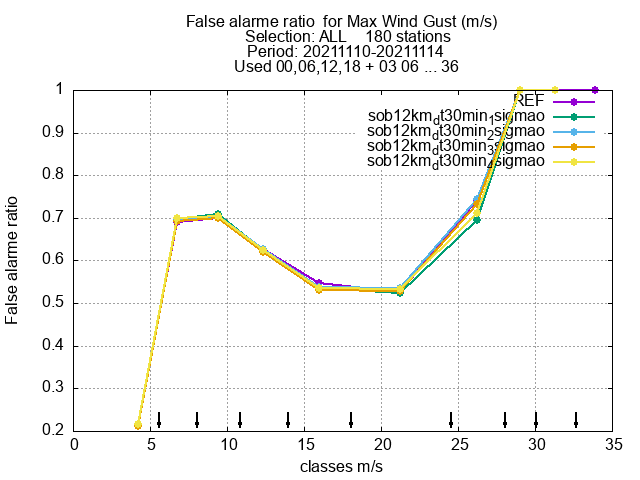 False alarme ratio for Max Wind Gust (m/s)
Selection: ALL 180 stations
Period: 20211110-20211114
Used 00,06,12,18 + 03 06 ... 36
REF
sob12km_dt30min_1sigmao
sob12km_dt30min_2sigmao
sob12km_dt30min_3sigmao
sob12km_dt30min_4sigmao
False alarme ratio
1
0.9
0.8
0.7
0.6
0.5
0.4
0.3
0.2
0 5 10 15 20 25 30 35
classes m/s